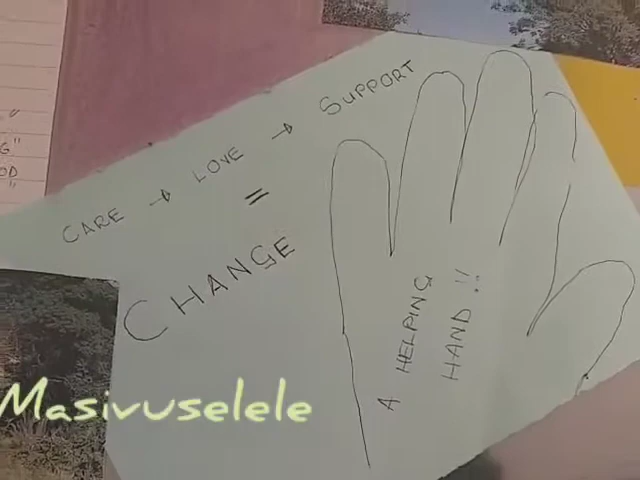 CARE → LOVE → SUPPORT
=
CHANGE
A HELPING
HAND!!
Masivuselele